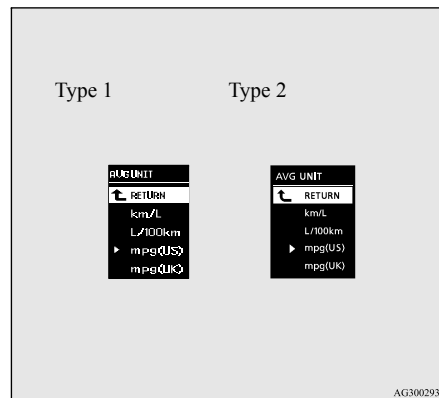 Type 1
Type 2
AVG UNIT
RETURN
km/L
L/100km
mpg(US)
mpg(UK)
AVG UNIT
RETURN
km/L
L/100km
mpg(US)
mpg(UK)
AG300293